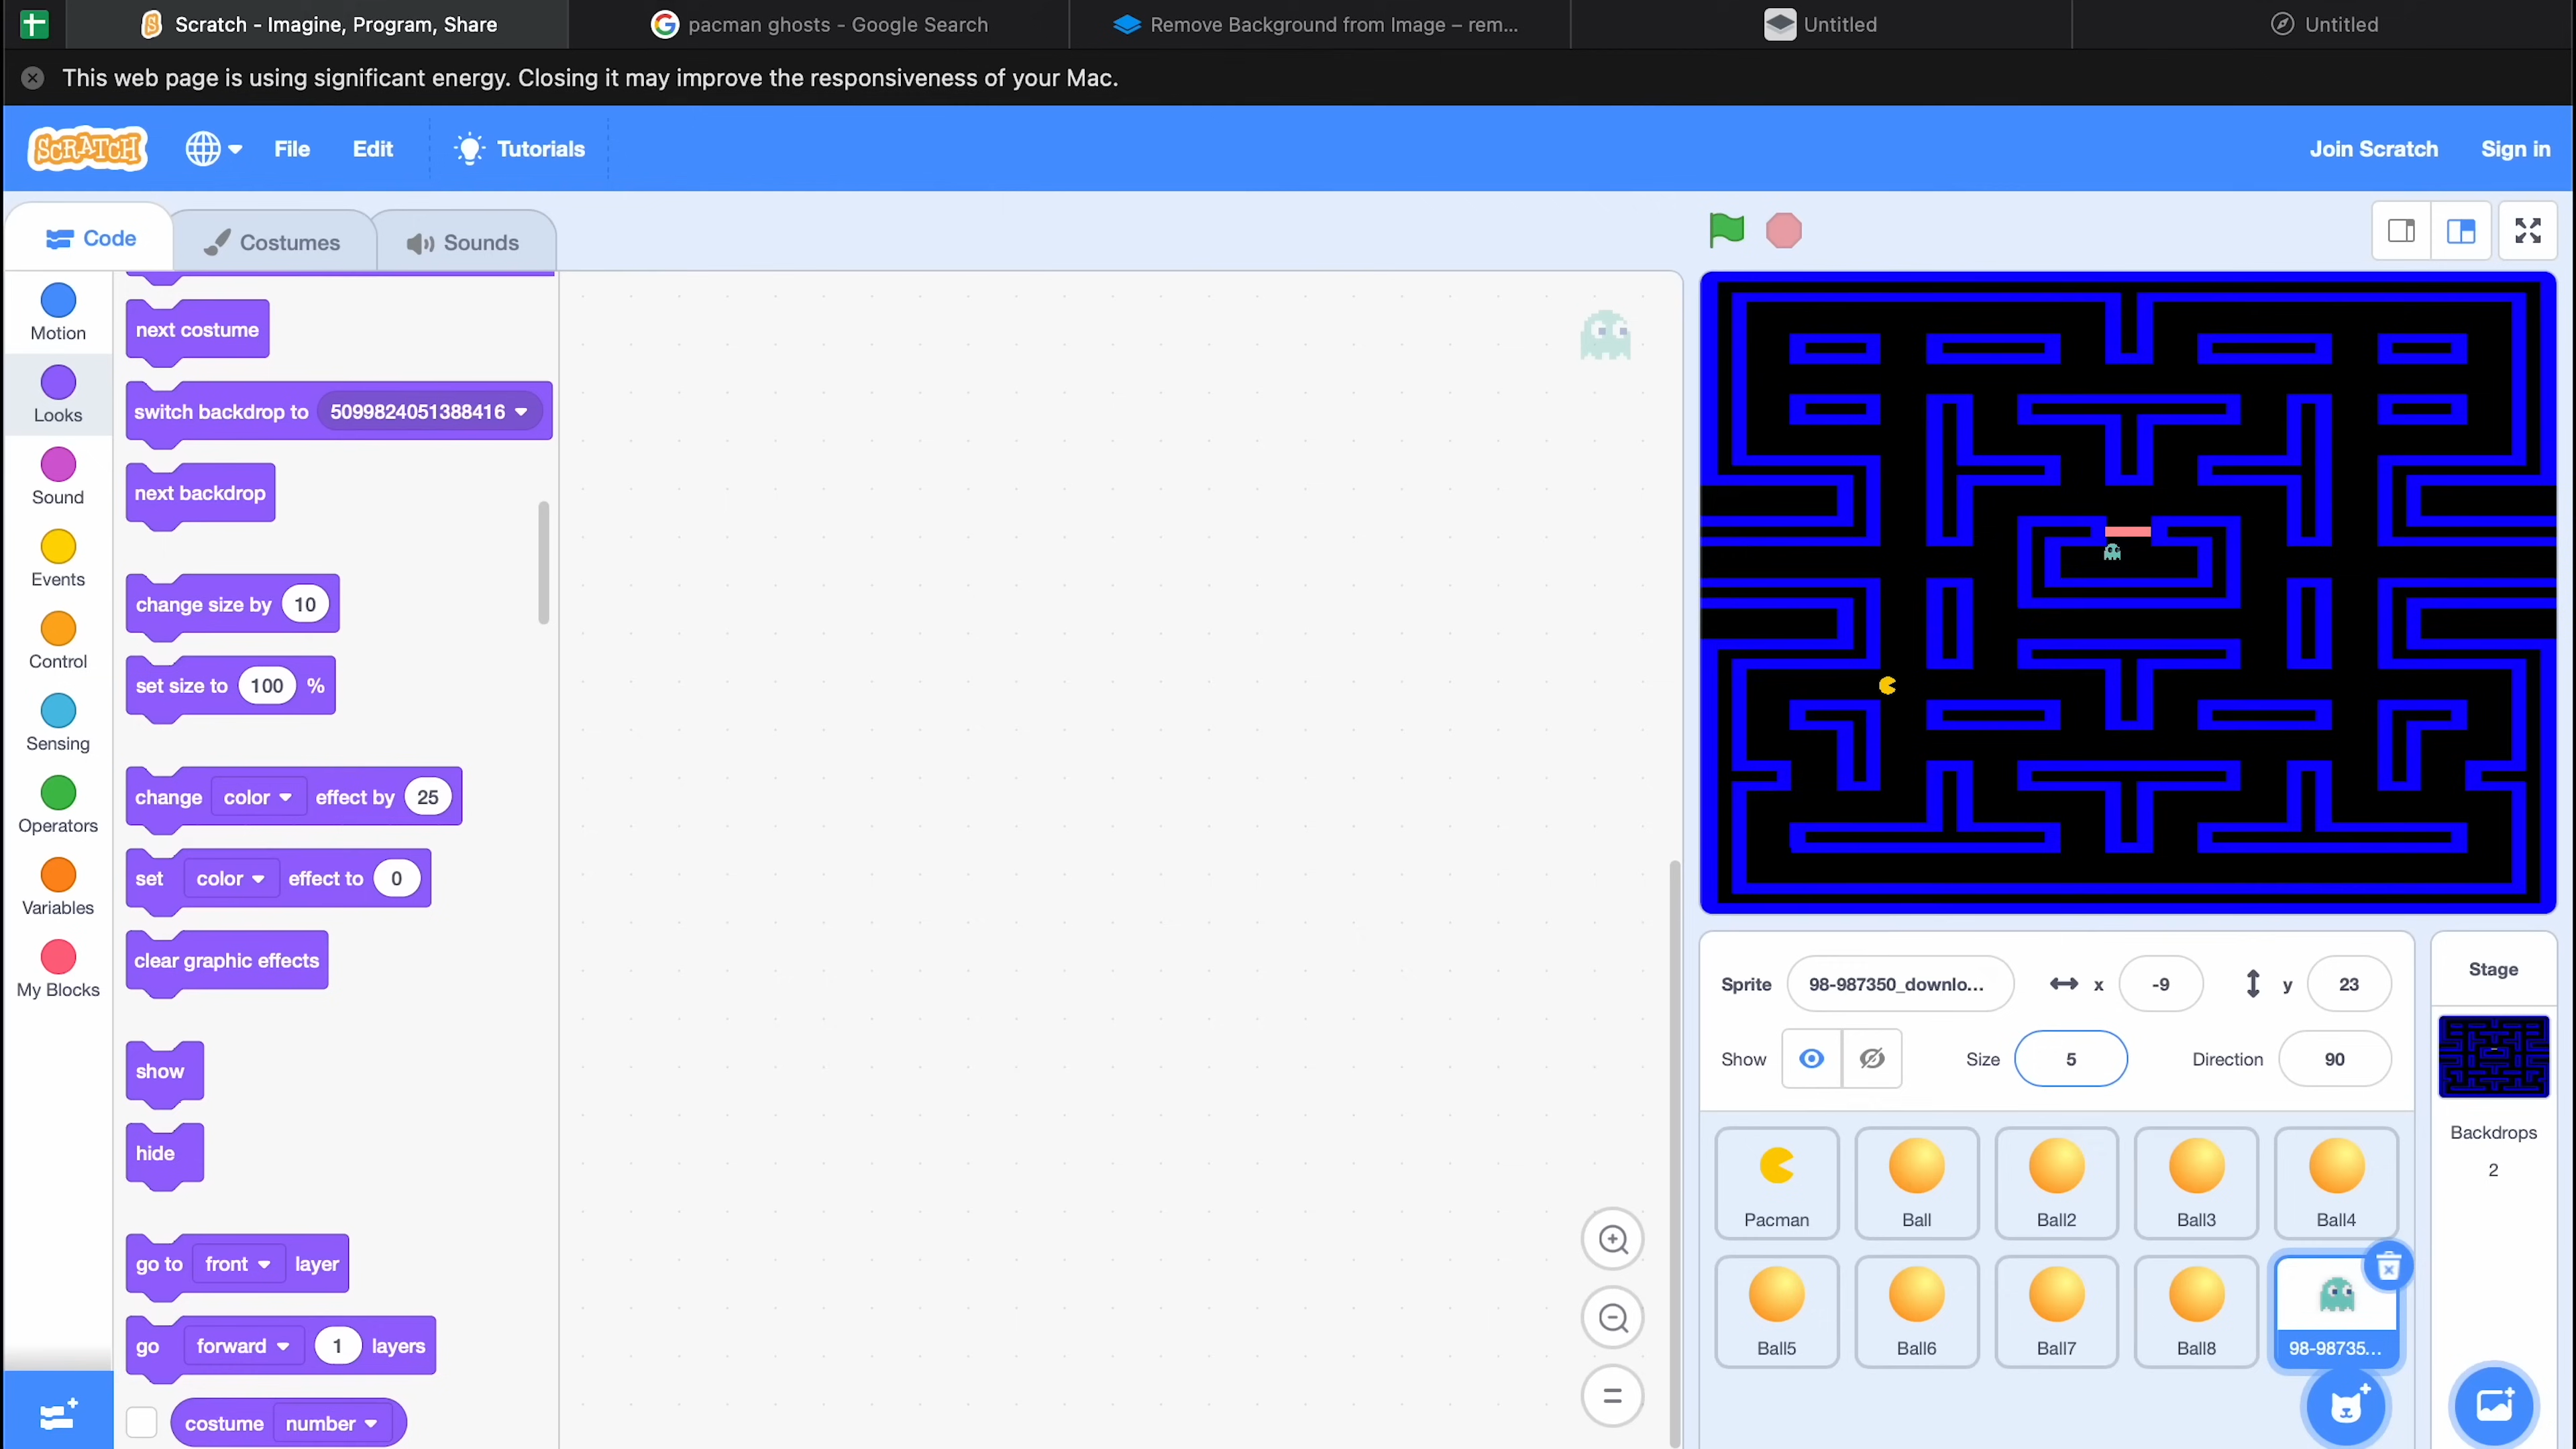 Scratch - Imagine, Program, Share
pacman ghosts - Google Search
Remove Background from Image – rem...
Untitled
Untitled
This web page is using significant energy. Closing it may improve the responsiveness of your Mac.
SCRATCH
File
Edit
Tutorials
Join Scratch
Sign in
Code
Costumes
Sounds
Motion
Looks
Sound
Events
Control
Sensing
Operators
Variables
My Blocks
next costume
switch backdrop to 5099824051388416
next backdrop
change size by 10
set size to 100 %
change color effect by 25
set color effect to 0
clear graphic effects
show
hide
go to front layer
go forward 1 layers
costume number
Sprite 98-987350_downlo... x -9 y 23
Show Size 5 Direction 90
Pacman
Ball
Ball2
Ball3
Ball4
Ball5
Ball6
Ball7
Ball8
98-98735...
Stage
Backdrops
2